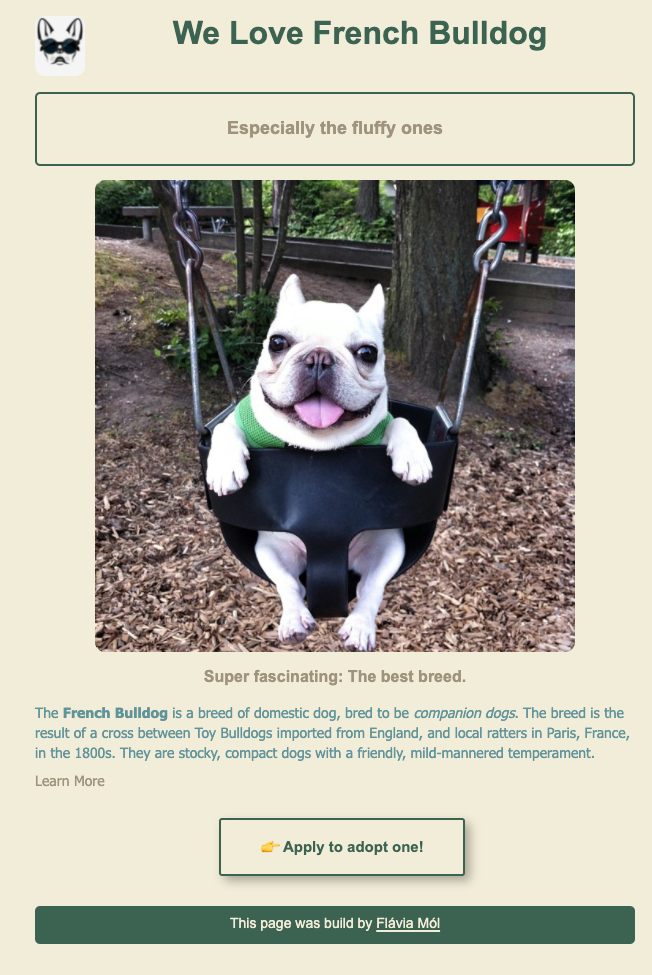 We Love French Bulldog
Especially the fluffy ones
Super fascinating: The best breed.
The French Bulldog is a breed of domestic dog, bred to be companion dogs. The breed is the
result of a cross between Toy Bulldogs imported from England, and local ratters in Paris, France,
in the 1800s. They are stocky, compact dogs with a friendly, mild-mannered temperament.
Learn More
👉 Apply to adopt one!
This page was build by Flávia Mól